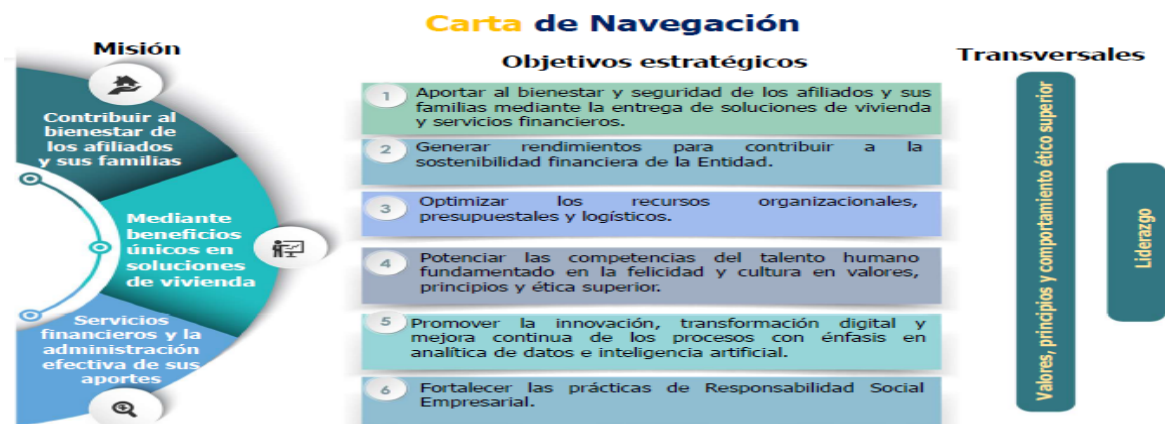 Carta de Navegación
Misión
Contribuir al
bienestar de
los afiliados
y sus familias
Mediante
beneficios
únicos en
soluciones
de vivienda
Servicios
financieros y la
administración
efectiva de sus
aportes
Objetivos estratégicos
1 Aportar al bienestar y seguridad de los afiliados y sus
familias mediante la entrega de soluciones de vivienda
y servicios financieros.
2 Generar rendimientos para contribuir a la
sostenibilidad financiera de la Entidad.
3 Optimizar los recursos organizacionales,
presupuestales y logísticos.
4 Potenciar las competencias del talento humano
fundamentado en la felicidad y cultura en valores,
principios y ética superior.
5 Promover la innovación, transformación digital y
mejora continua de los procesos con énfasis en
analítica de datos e inteligencia artificial.
6 Fortalecer las prácticas de Responsabilidad Social
Empresarial.
Transversales
Valores, principios y comportamiento ético superior
Liderazgo